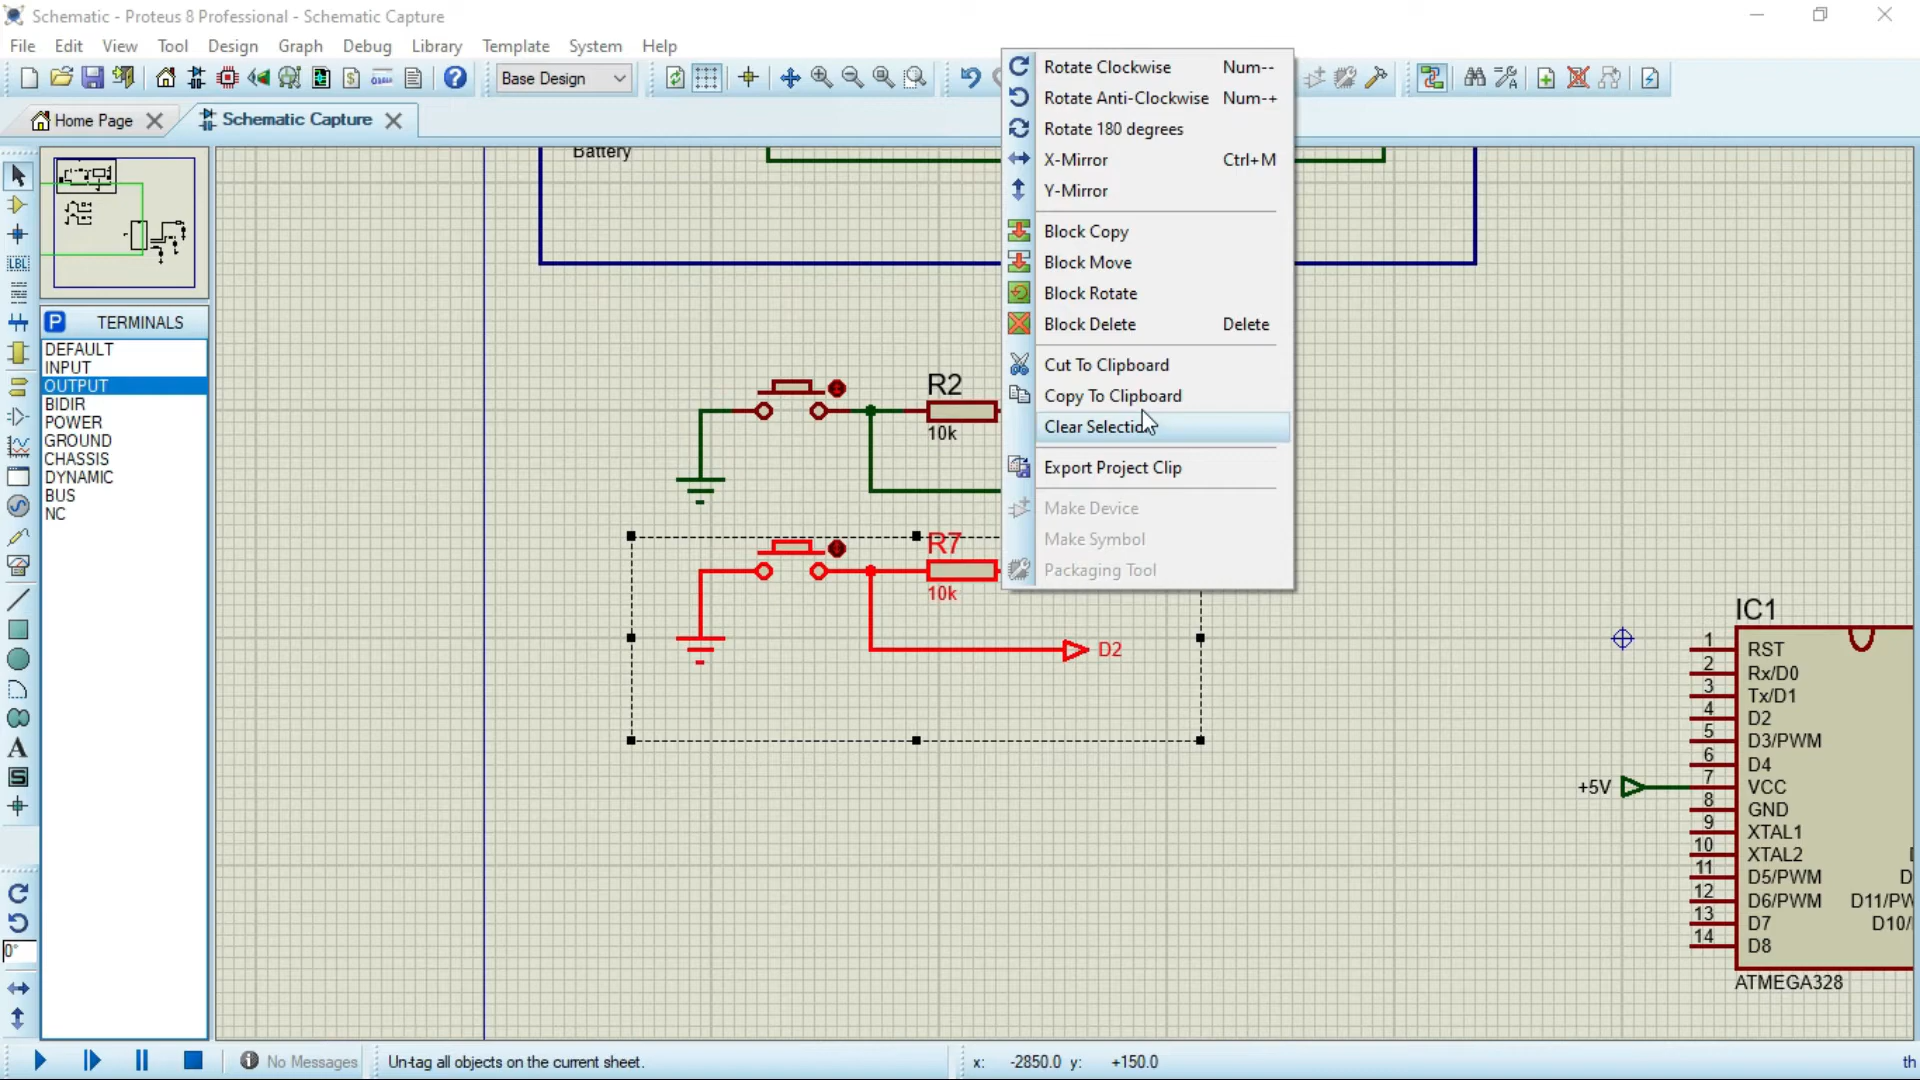 Schematic - Proteus 8 Professional - Schematic Capture
File Edit View Tool Design Graph Debug Library Template System Help
Base Design
Home Page
Schematic Capture
LBL
P TERMINALS
DEFAULT
INPUT
OUTPUT
BIDIR
POWER
GROUND
CHASSIS
DYNAMIC
BUS
NC
A
S
0°
Battery
R2
10k
R7
10k
D2
Rotate Clockwise Num--
Rotate Anti-Clockwise Num-+
Rotate 180 degrees
X-Mirror Ctrl+M
Y-Mirror
Block Copy
Block Move
Block Rotate
Block Delete Delete
Cut To Clipboard
Copy To Clipboard
Clear Selection
Export Project Clip
Make Device
Make Symbol
Packaging Tool
IC1
1 RST
2 Rx/D0
3 Tx/D1
4 D2
5 D3/PWM
6 D4
+5V 7 VCC
8 GND
9 XTAL1
10 XTAL2
11 D5/PWM D
12 D6/PWM D11/PW
13 D7 D10/
14 D8
ATMEGA328
No Messages Un-tag all objects on the current sheet. x: -2850.0 y: +150.0 th